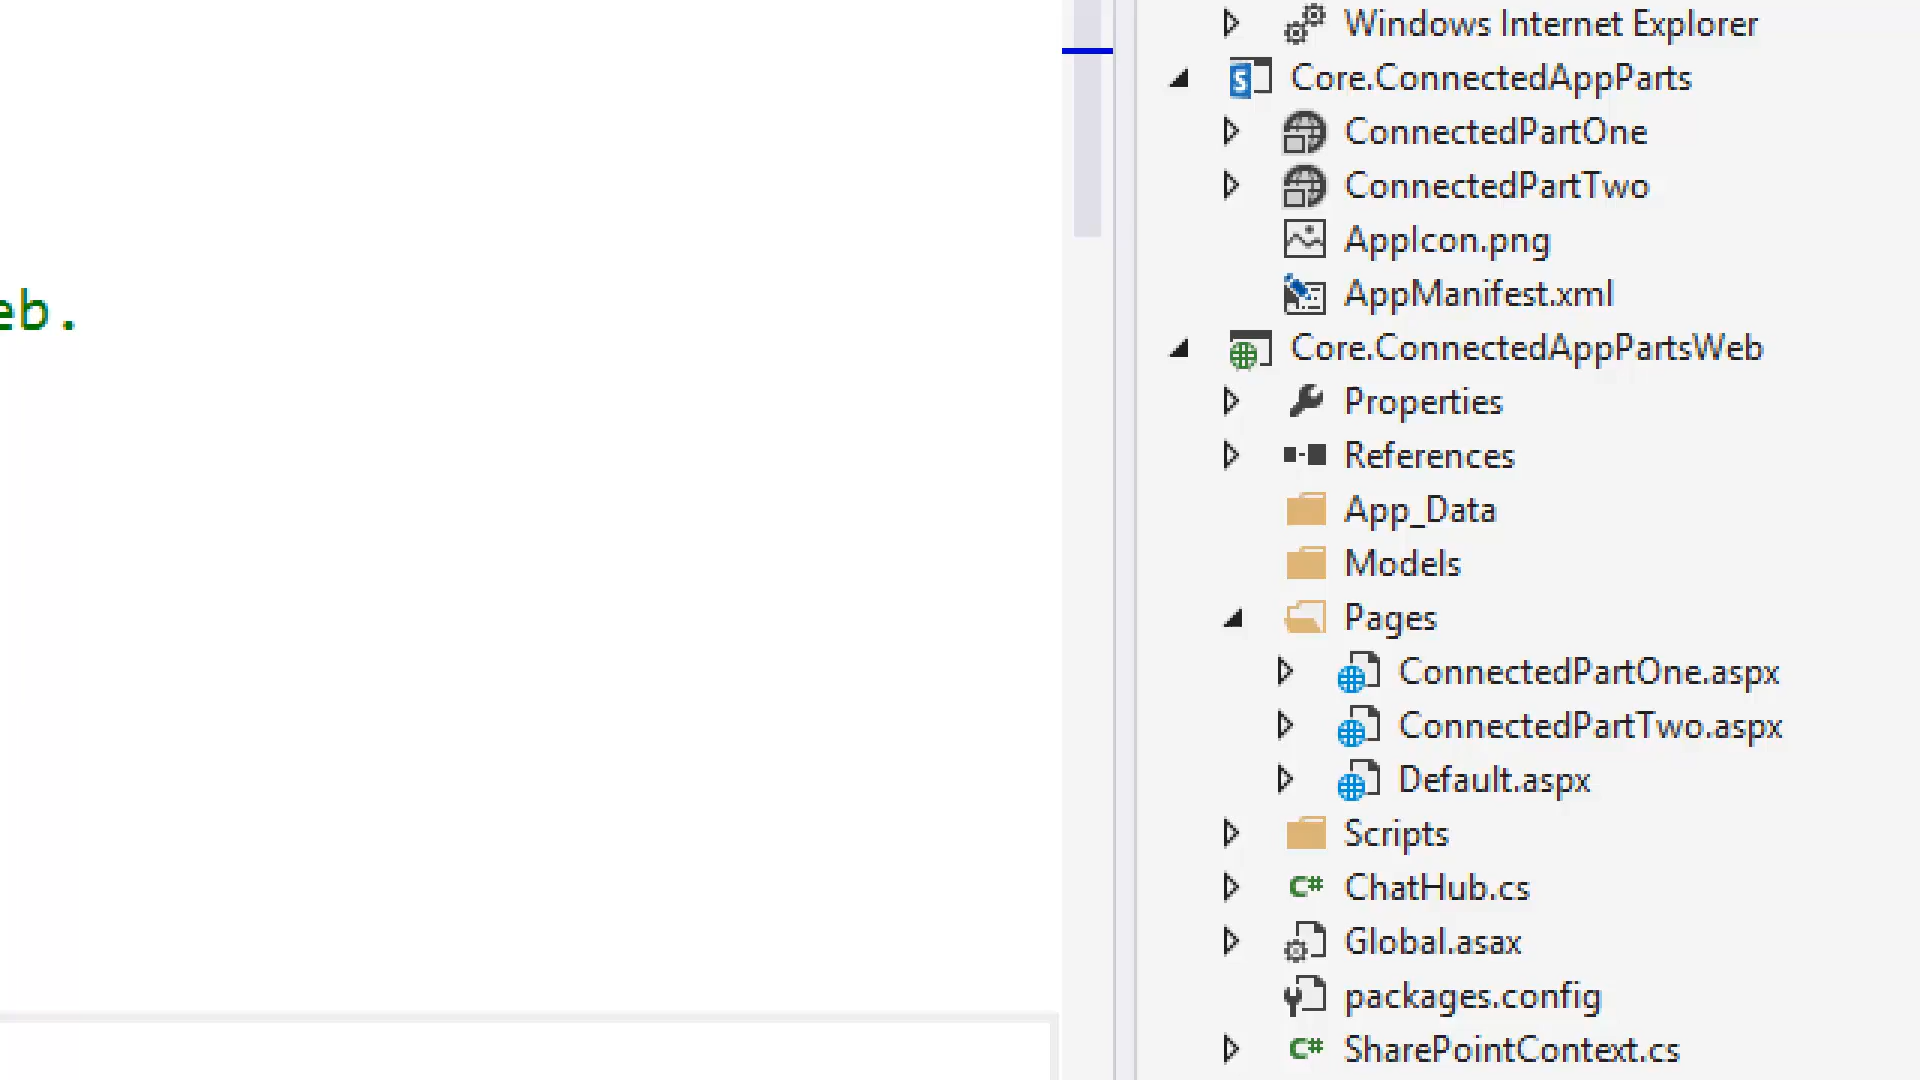 eb.
Windows Internet Explorer
Core.ConnectedAppParts
ConnectedPartOne
ConnectedPartTwo
AppIcon.png
AppManifest.xml
Core.ConnectedAppPartsWeb
Properties
References
App_Data
Models
Pages
ConnectedPartOne.aspx
ConnectedPartTwo.aspx
Default.aspx
Scripts
C# ChatHub.cs
Global.asax
packages.config
C# SharePointContext.cs